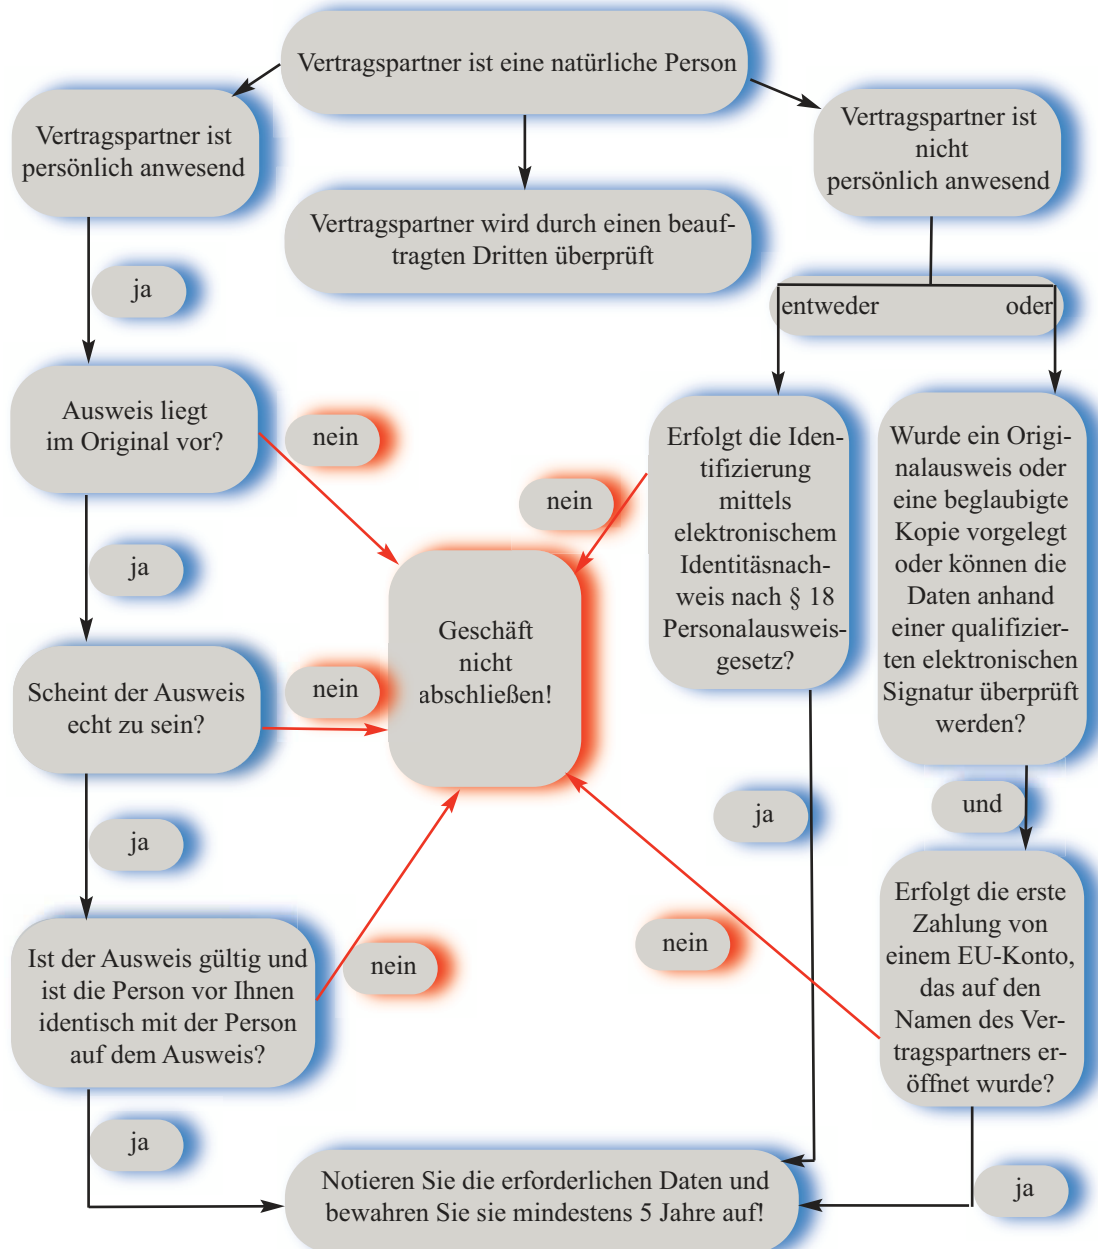 Vertragspartner ist eine natürliche Person
Vertragspartner ist
persönlich anwesend
Vertragspartner ist
nicht
persönlich anwesend
Vertragspartner wird durch einen beauf-
tragten Dritten überprüft
ja
entweder
oder
Ausweis liegt
im Original vor?
nein
Erfolgt die Iden-
tifizierung
mittels
elektronischem
Identitäsnach-
weis nach § 18
Personalausweis-
gesetz?
Wurde ein Origi-
nalausweis oder
eine beglaubigte
Kopie vorgelegt
oder können die
Daten anhand
einer qualifizier-
ten elektronischen
Signatur überprüft
werden?
nein
ja
Geschäft
nicht
abschließen!
Scheint der Ausweis
echt zu sein?
nein
ja
ja
und
Ist der Ausweis gültig und
ist die Person vor Ihnen
identisch mit der Person
auf dem Ausweis?
nein
nein
Erfolgt die erste
Zahlung von
einem EU-Konto,
das auf den
Namen des Ver-
tragspartners er-
öffnet wurde?
ja
Notieren Sie die erforderlichen Daten und
bewahren Sie sie mindestens 5 Jahre auf!
ja